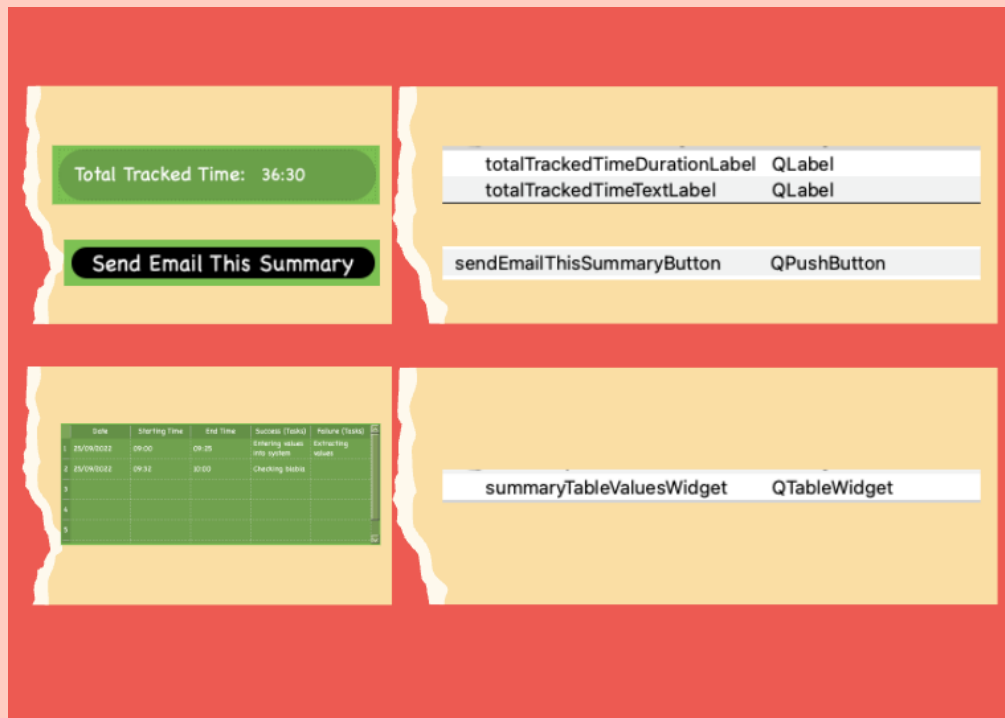 Total Tracked Time: 36:30
totalTrackedTimeDurationLabel QLabel
totalTrackedTimeTextLabel QLabel
Send Email This Summary
sendEmailThisSummaryButton QPushButton
Date Starting Time End Time Success (Tasks) Failure (Tasks)
1 25/09/2022 09:00 09:25 Entering values into system Extracting values
2 25/09/2022 09:32 10:00 Checking blabla
3
4
5
summaryTableValuesWidget QTableWidget